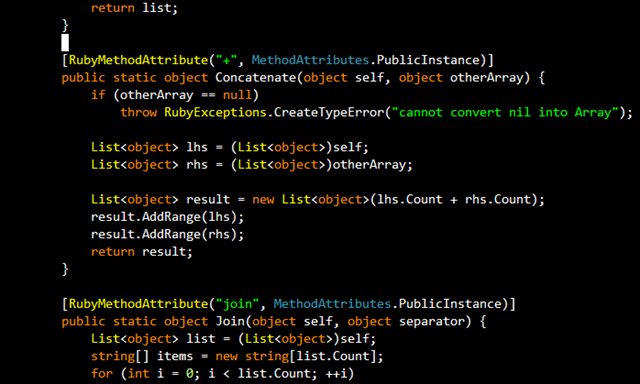 return list;
}
[RubyMethodAttribute("+", MethodAttributes.PublicInstance)]
public static object Concatenate(object self, object otherArray) {
if (otherArray == null)
throw RubyExceptions.CreateTypeError("cannot convert nil into Array");
List<object> lhs = (List<object>)self;
List<object> rhs = (List<object>)otherArray;
List<object> result = new List<object>(lhs.Count + rhs.Count);
result.AddRange(lhs);
result.AddRange(rhs);
return result;
}
[RubyMethodAttribute("join", MethodAttributes.PublicInstance)]
public static object Join(object self, object separator) {
List<object> list = (List<object>)self;
string[] items = new string[list.Count];
for (int i = 0; i < list.Count; ++i)